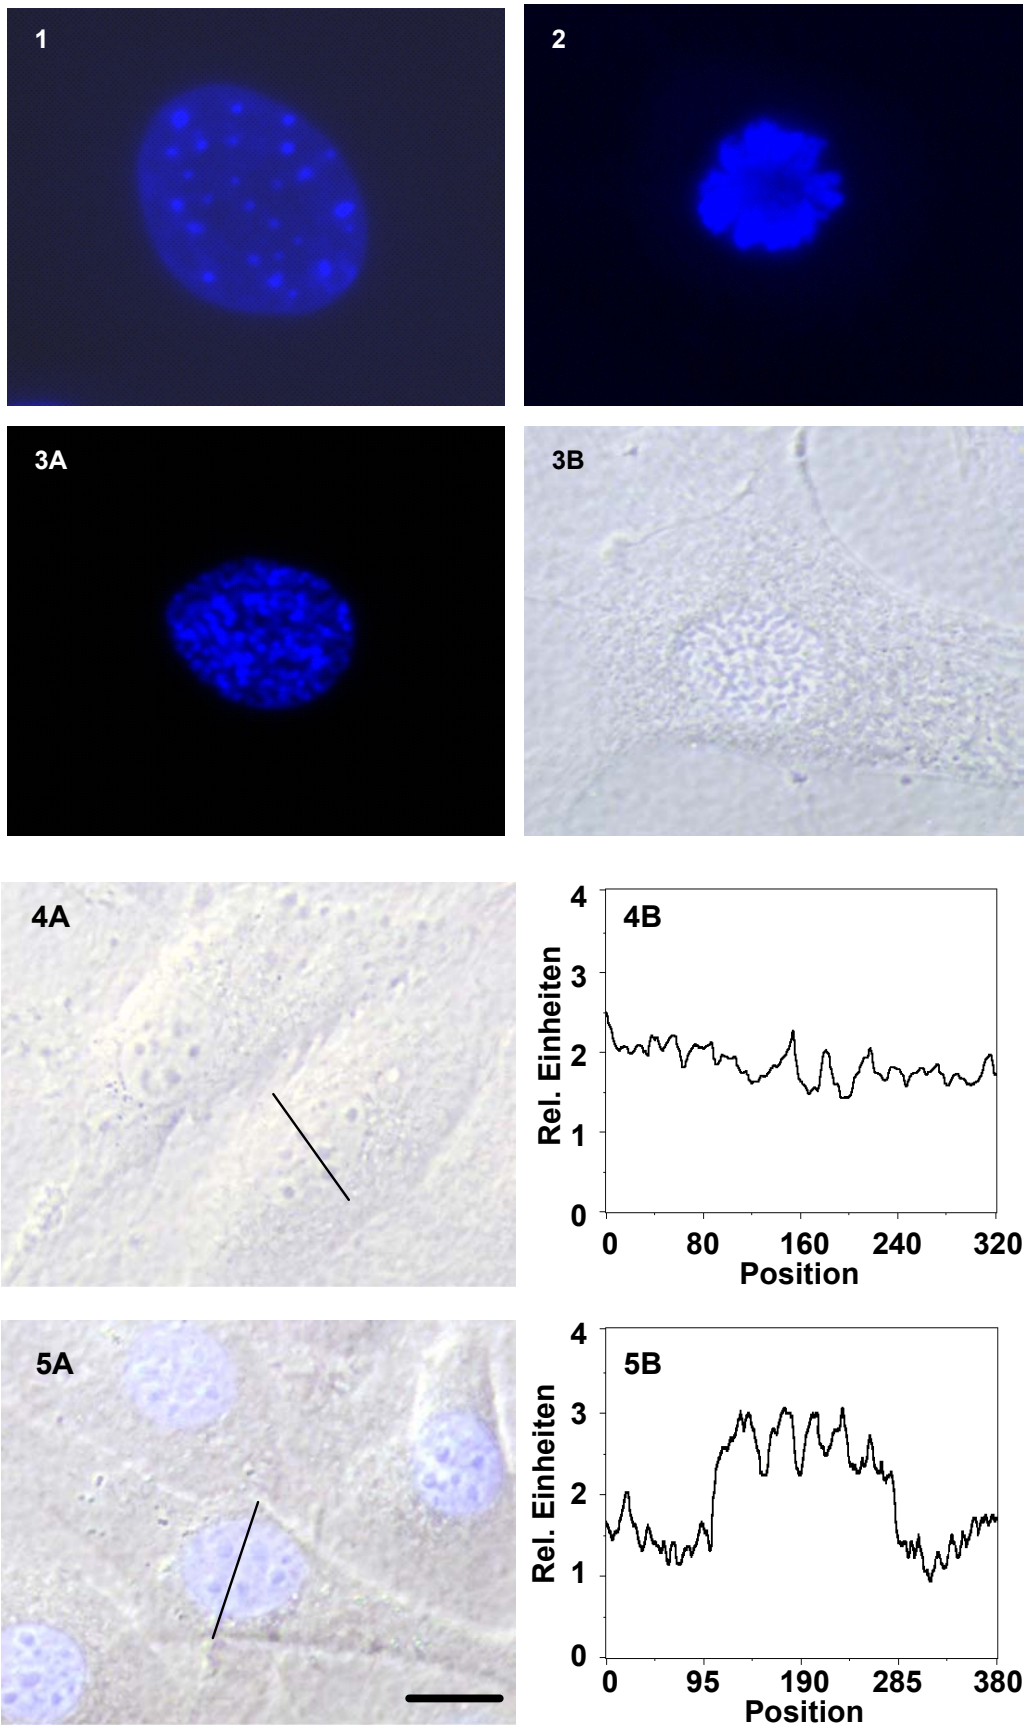 1
2
3A
3B
4A
4B
4
3
2
1
0
Rel. Einheiten
0 80 160 240 320
Position
5A
5B
4
3
2
1
0
Rel. Einheiten
0 95 190 285 380
Position